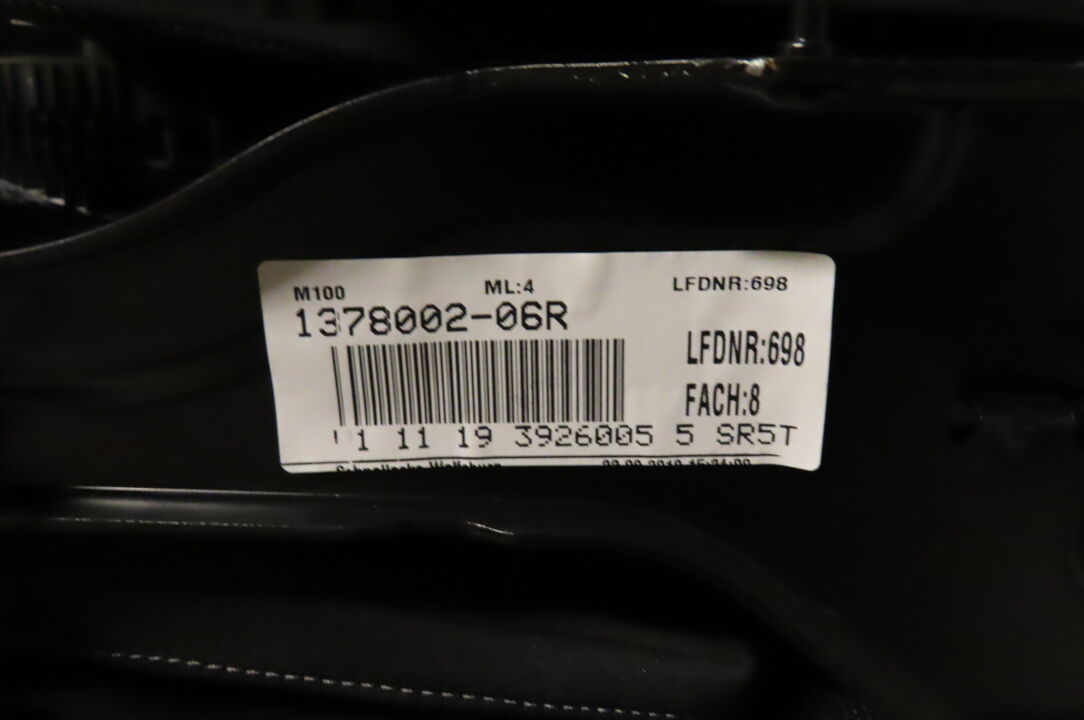 M100 ML:4 LFDNR:698
1378002-06R
LFDNR:698
FACH:8
1 11 19 3926005 5 SR5T